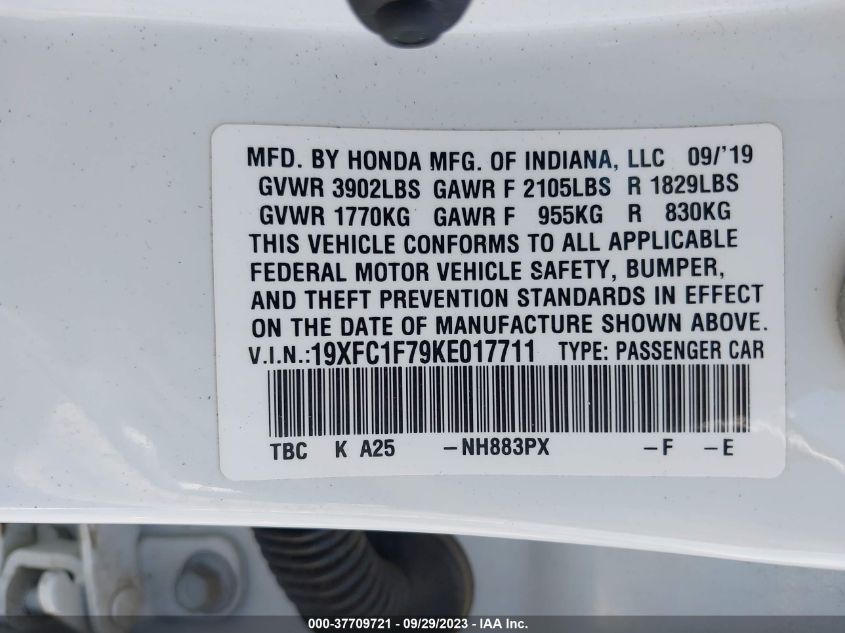 MFD. BY HONDA MFG. OF INDIANA, LLC 09/'19
GVWR 3902LBS GAWR F 2105LBS R 1829LBS
GVWR 1770KG GAWR F 955KG R 830KG
THIS VEHICLE CONFORMS TO ALL APPLICABLE
FEDERAL MOTOR VEHICLE SAFETY, BUMPER,
AND THEFT PREVENTION STANDARDS IN EFFECT
ON THE DATE OF MANUFACTURE SHOWN ABOVE.
V.I.N.:19XFC1F79KE017711 TYPE: PASSENGER CAR
TBC K A25 -NH883PX -F -E
000-37709721 - 09/29/2023 - IAA Inc.